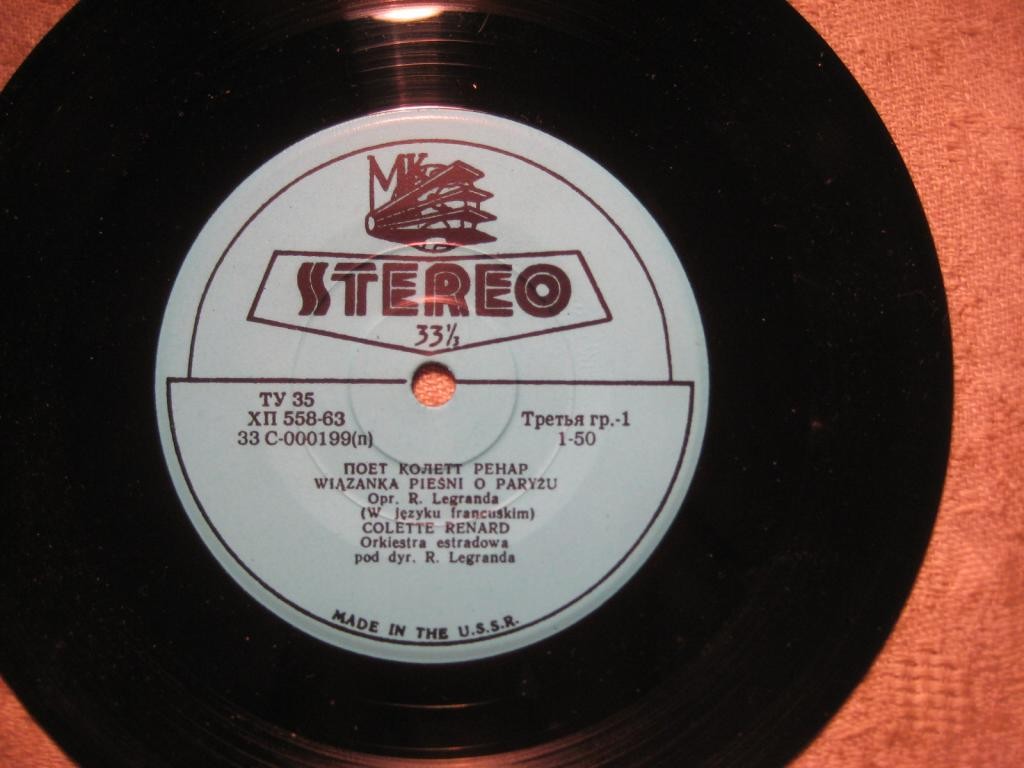 МК
STEREO
33⅓
ТУ 35
ХП 558-63
33 С-000199(п)
Третья гр.-1
1-50
ПОЕТ КОЛЕТТ РЕНАР
WIĄZANKA PIEŚNI O PARYŻU
Opr. R. Legranda
(W języku francuskim)
COLETTE RENARD
Orkiestra estradowa
pod dyr. R. Legranda
MADE IN THE U.S.S.R.